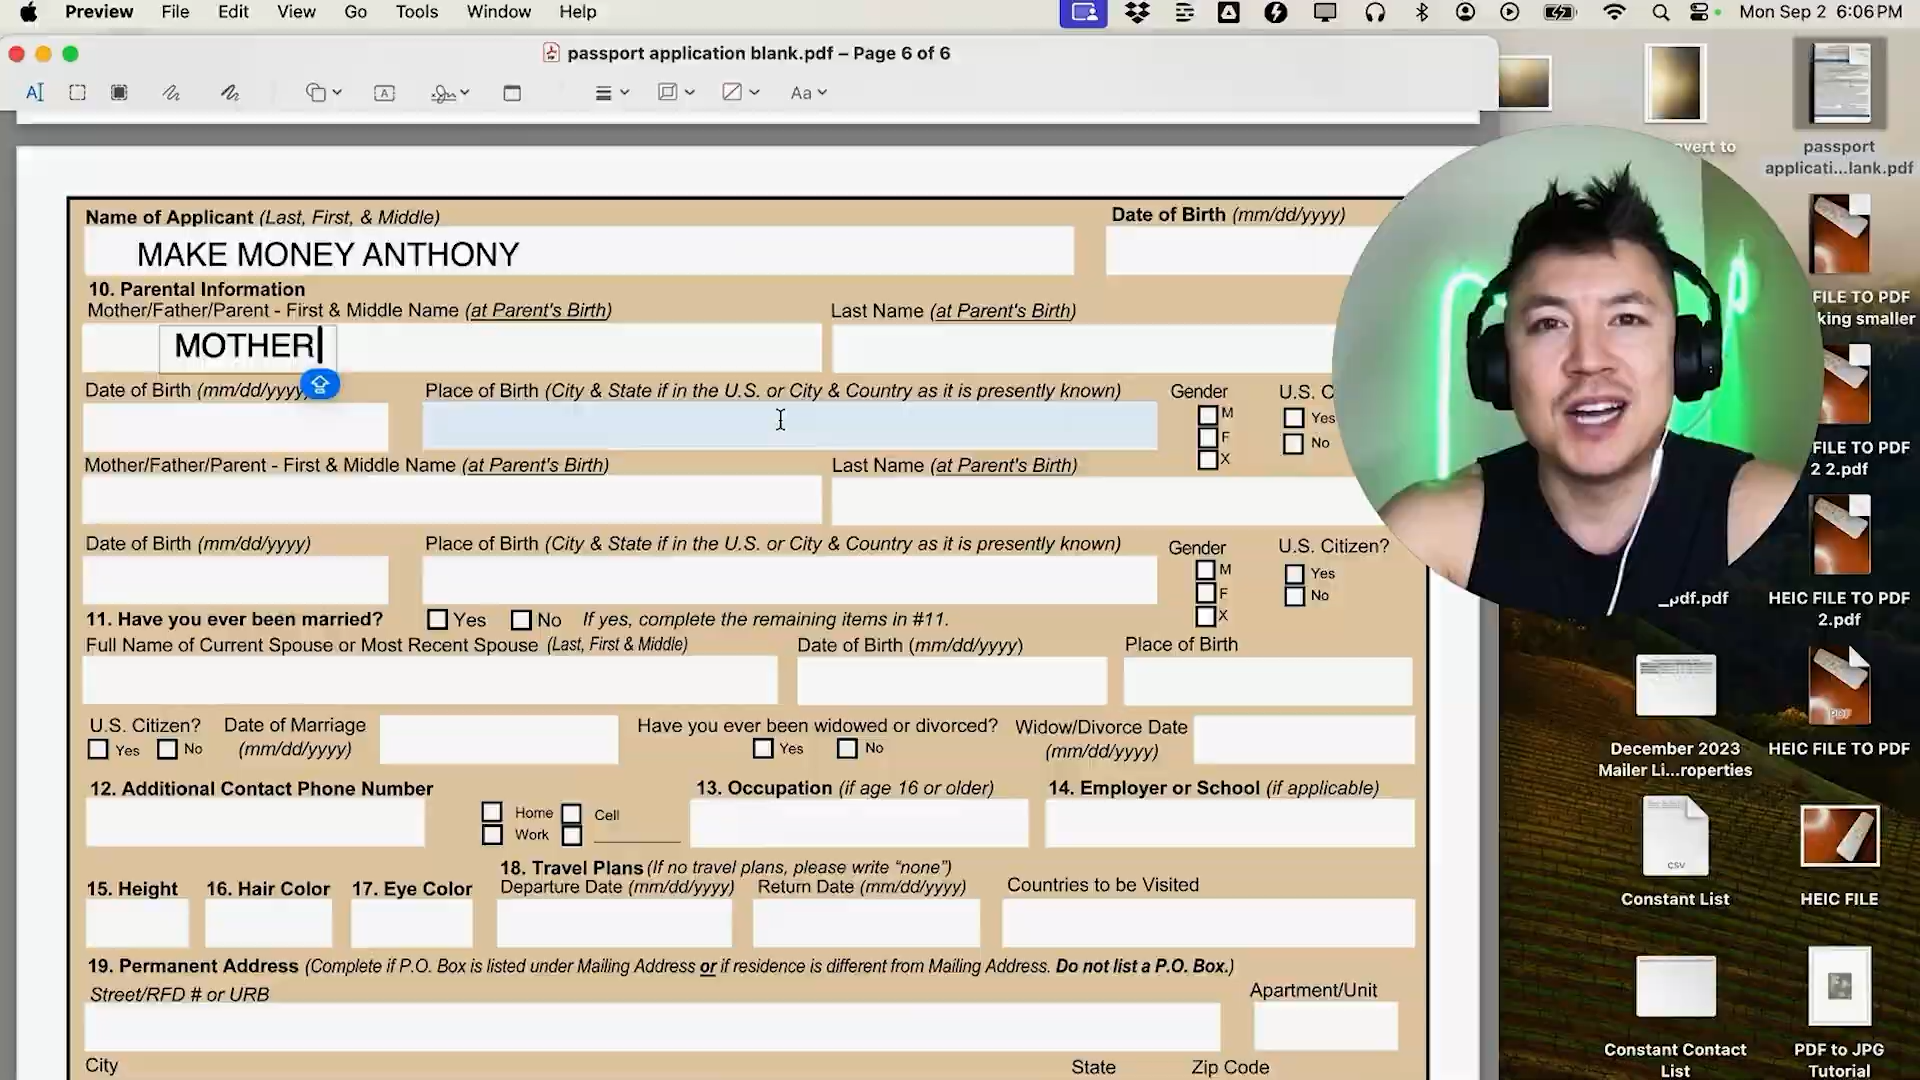 Preview File Edit View Go Tools Window Help Mon Sep 2 6:06 PM
passport application blank.pdf – Page 6 of 6
Aa
Name of Applicant (Last, First, & Middle) Date of Birth (mm/dd/yyyy)
MAKE MONEY ANTHONY
10. Parental Information
Mother/Father/Parent - First & Middle Name (at Parent's Birth) Last Name (at Parent's Birth)
MOTHER
Date of Birth (mm/dd/yyyy) Place of Birth (City & State if in the U.S. or City & Country as it is presently known) Gender U.S. C
M
F
X
Yes
No
Mother/Father/Parent - First & Middle Name (at Parent's Birth) Last Name (at Parent's Birth)
Date of Birth (mm/dd/yyyy) Place of Birth (City & State if in the U.S. or City & Country as it is presently known) Gender U.S. Citizen?
M
F
X
Yes
No
11. Have you ever been married? Yes No If yes, complete the remaining items in #11.
Full Name of Current Spouse or Most Recent Spouse (Last, First & Middle) Date of Birth (mm/dd/yyyy) Place of Birth
U.S. Citizen? Date of Marriage Have you ever been widowed or divorced? Widow/Divorce Date
Yes No (mm/dd/yyyy) Yes No (mm/dd/yyyy)
12. Additional Contact Phone Number 13. Occupation (if age 16 or older) 14. Employer or School (if applicable)
Home Cell
Work
18. Travel Plans (If no travel plans, please write “none”)
15. Height 16. Hair Color 17. Eye Color Departure Date (mm/dd/yyyy) Return Date (mm/dd/yyyy) Countries to be Visited
19. Permanent Address (Complete if P.O. Box is listed under Mailing Address or if residence is different from Mailing Address. Do not list a P.O. Box.)
Street/RFD # or URB Apartment/Unit
City State Zip Code
vert to
passport
applicati...lank.pdf
FILE TO PDF
king smaller
FILE TO PDF
2 2.pdf
_pdf.pdf
HEIC FILE TO PDF
2.pdf
December 2023
Mailer Li...roperties
PDF
HEIC FILE TO PDF
CSV
Constant List
HEIC FILE
Constant Contact
List
PDF to JPG
Tutorial